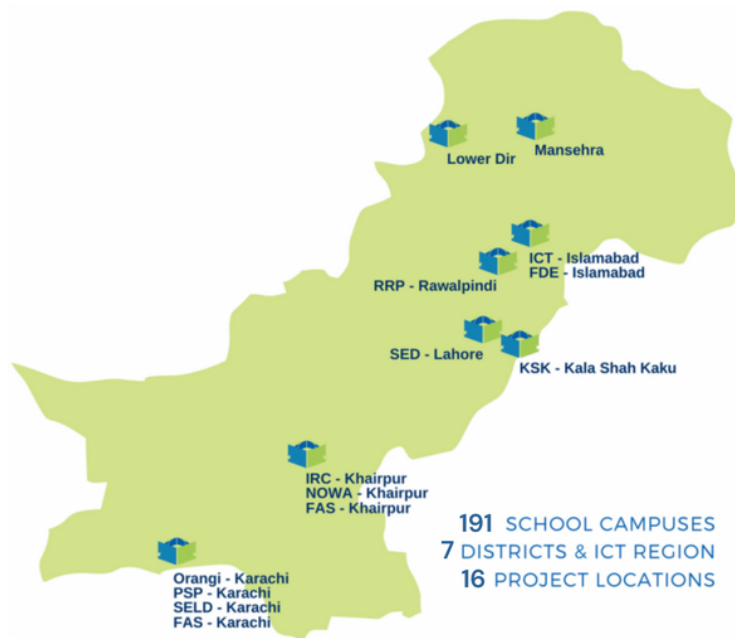 Lower Dir
Mansehra
ICT - Islamabad
FDE - Islamabad
RRP - Rawalpindi
SED - Lahore
KSK - Kala Shah Kaku
IRC - Khairpur
NOWA - Khairpur
FAS - Khairpur
191 SCHOOL CAMPUSES
7 DISTRICTS & ICT REGION
16 PROJECT LOCATIONS
Orangi - Karachi
PSP - Karachi
SELD - Karachi
FAS - Karachi